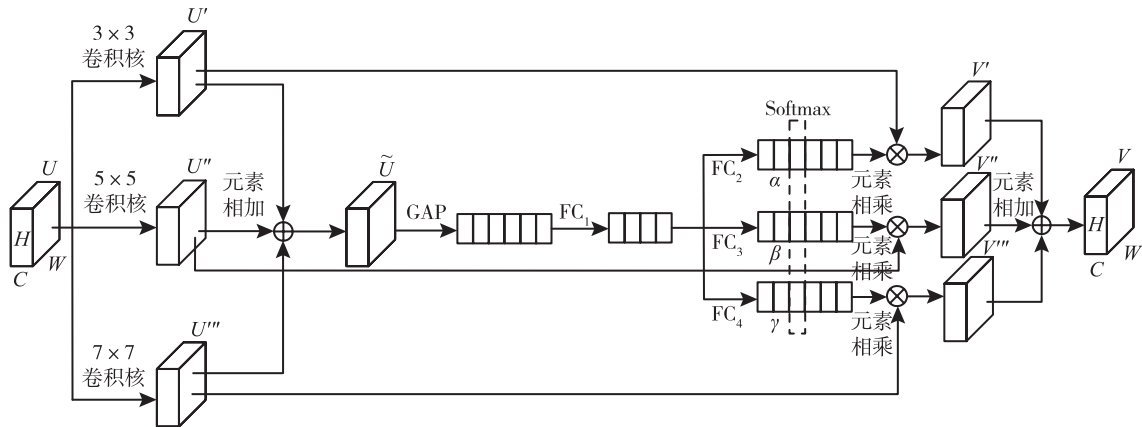 U
H
W
C
3×3
卷积核
U′
5×5
卷积核
U″
7×7
卷积核
U‴
元素
相加
Ũ
GAP
FC₁
Softmax
FC₂
α
元素
相乘
FC₃
β
元素
相乘
FC₄
γ
元素
相乘
V′
V″
V‴
元素
相加
V
H
W
C